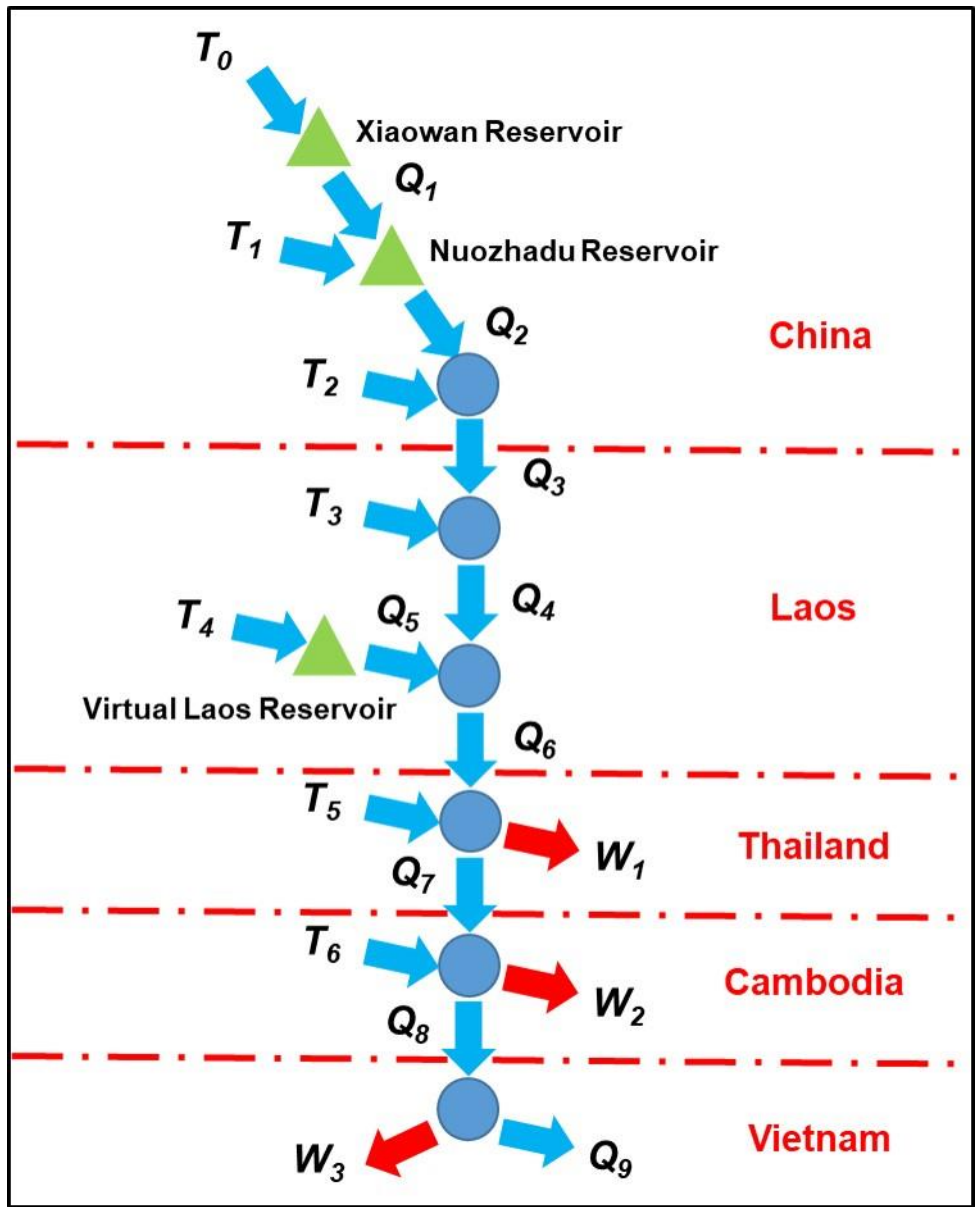 T0
Xiaowan Reservoir
Q1
T1
Nuozhadu Reservoir
Q2
China
T2
Q3
T3
Q4
Laos
T4
Q5
Virtual Laos Reservoir
Q6
T5
W1
Thailand
Q7
T6
W2
Cambodia
Q8
W3
Q9
Vietnam